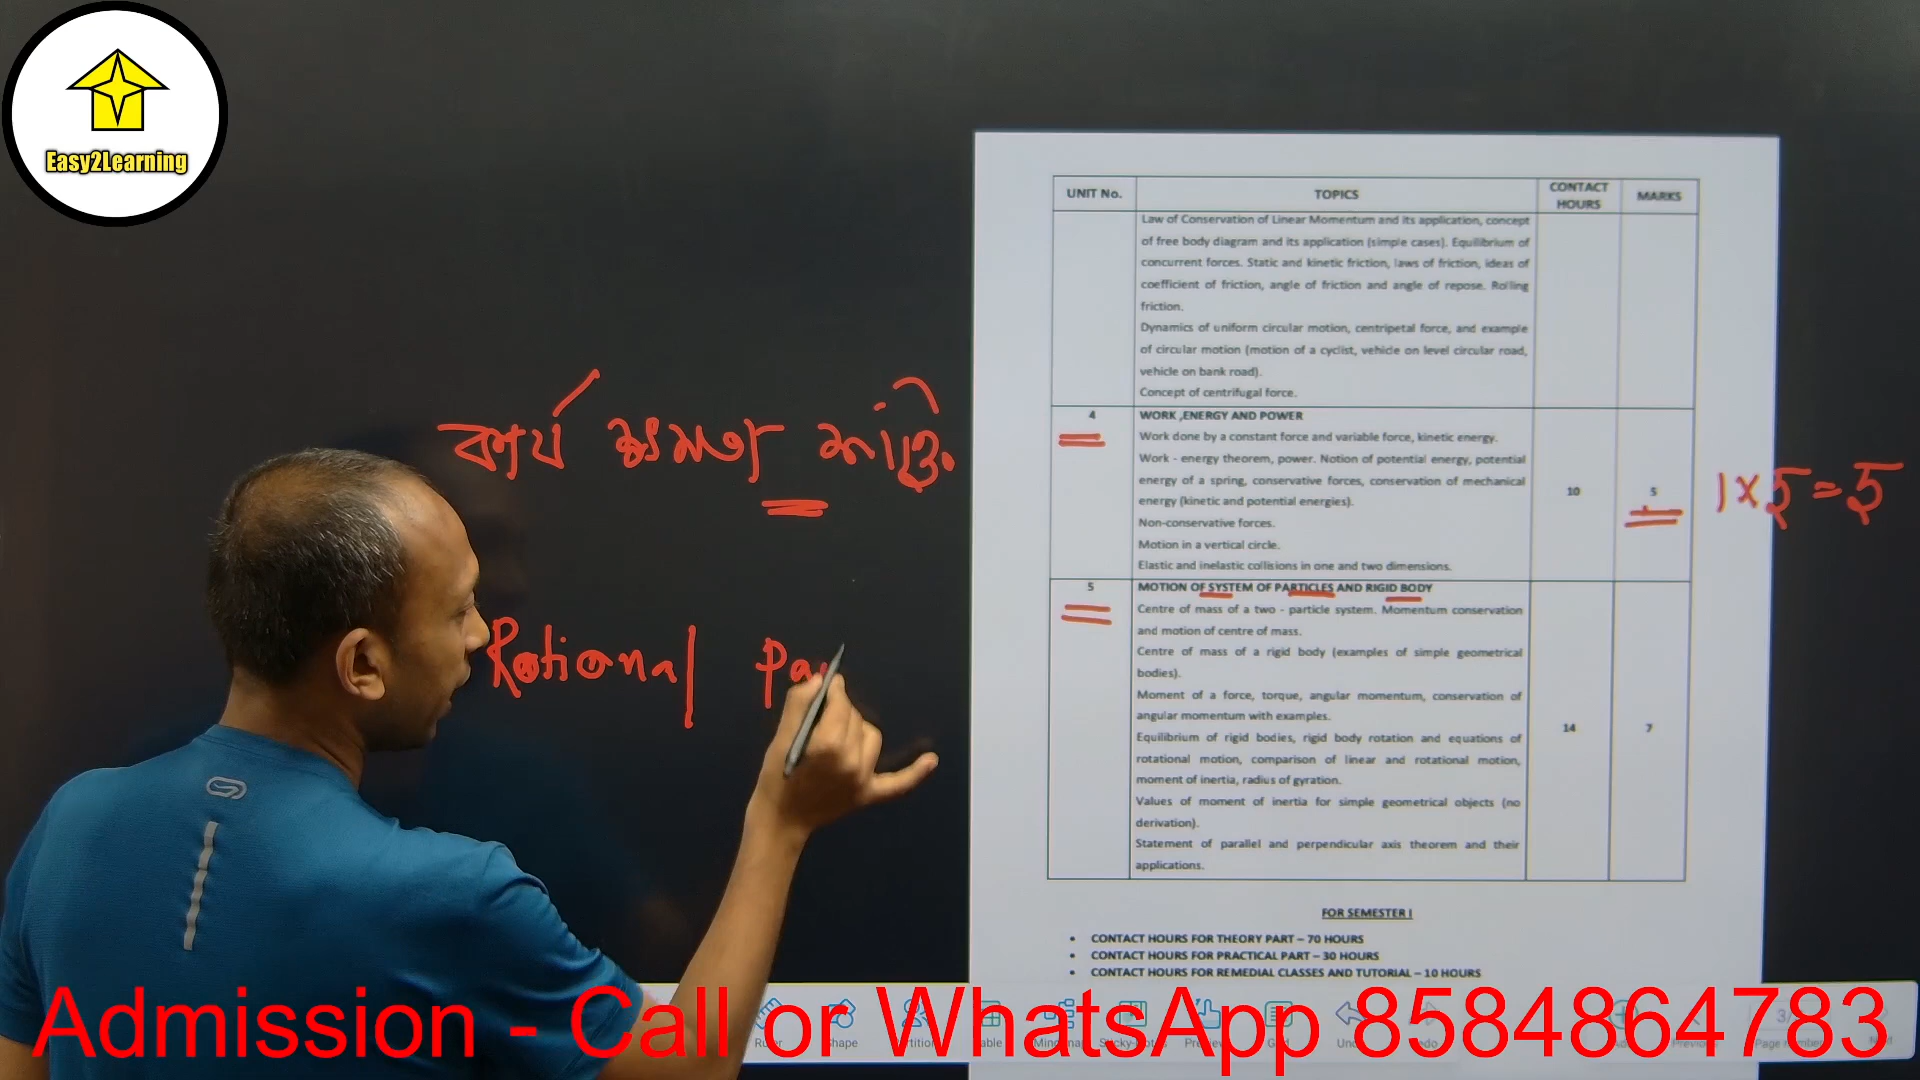 Easy2Learning
কার্য ক্ষমতা শক্তি
Rotional Pa
UNIT No. TOPICS CONTACT HOURS MARKS
Law of Conservation of Linear Momentum and its application, concept
of free body diagram and its application (simple cases). Equilibrium of
concurrent forces. Static and kinetic friction, laws of friction, ideas of
coefficient of friction, angle of friction and angle of repose. Rolling
friction.
Dynamics of uniform circular motion, centripetal force, and example
of circular motion (motion of a cyclist, vehicle on level circular road,
vehicle on bank road).
Concept of centrifugal force.
4 WORK ,ENERGY AND POWER
Work done by a constant force and variable force, kinetic energy.
Work - energy theorem, power. Notion of potential energy, potential
energy of a spring, conservative forces, conservation of mechanical
energy (kinetic and potential energies).
10 5 1 x 5 = 5
Non-conservative forces.
Motion in a vertical circle.
Elastic and inelastic collisions in one and two dimensions.
5 MOTION OF SYSTEM OF PARTICLES AND RIGID BODY
Centre of mass of a two - particle system. Momentum conservation
and motion of centre of mass.
Centre of mass of a rigid body (examples of simple geometrical
bodies).
Moment of a force, torque, angular momentum, conservation of
angular momentum with examples.
14 7
Equilibrium of rigid bodies, rigid body rotation and equations of
rotational motion, comparison of linear and rotational motion,
moment of inertia, radius of gyration.
Values of moment of inertia for simple geometrical objects (no
derivation).
Statement of parallel and perpendicular axis theorem and their
applications.
FOR SEMESTER I
• CONTACT HOURS FOR THEORY PART – 70 HOURS
• CONTACT HOURS FOR PRACTICAL PART – 30 HOURS
• CONTACT HOURS FOR REMEDIAL CLASSES AND TUTORIAL – 10 HOURS
Admission - Call or WhatsApp 8584864783